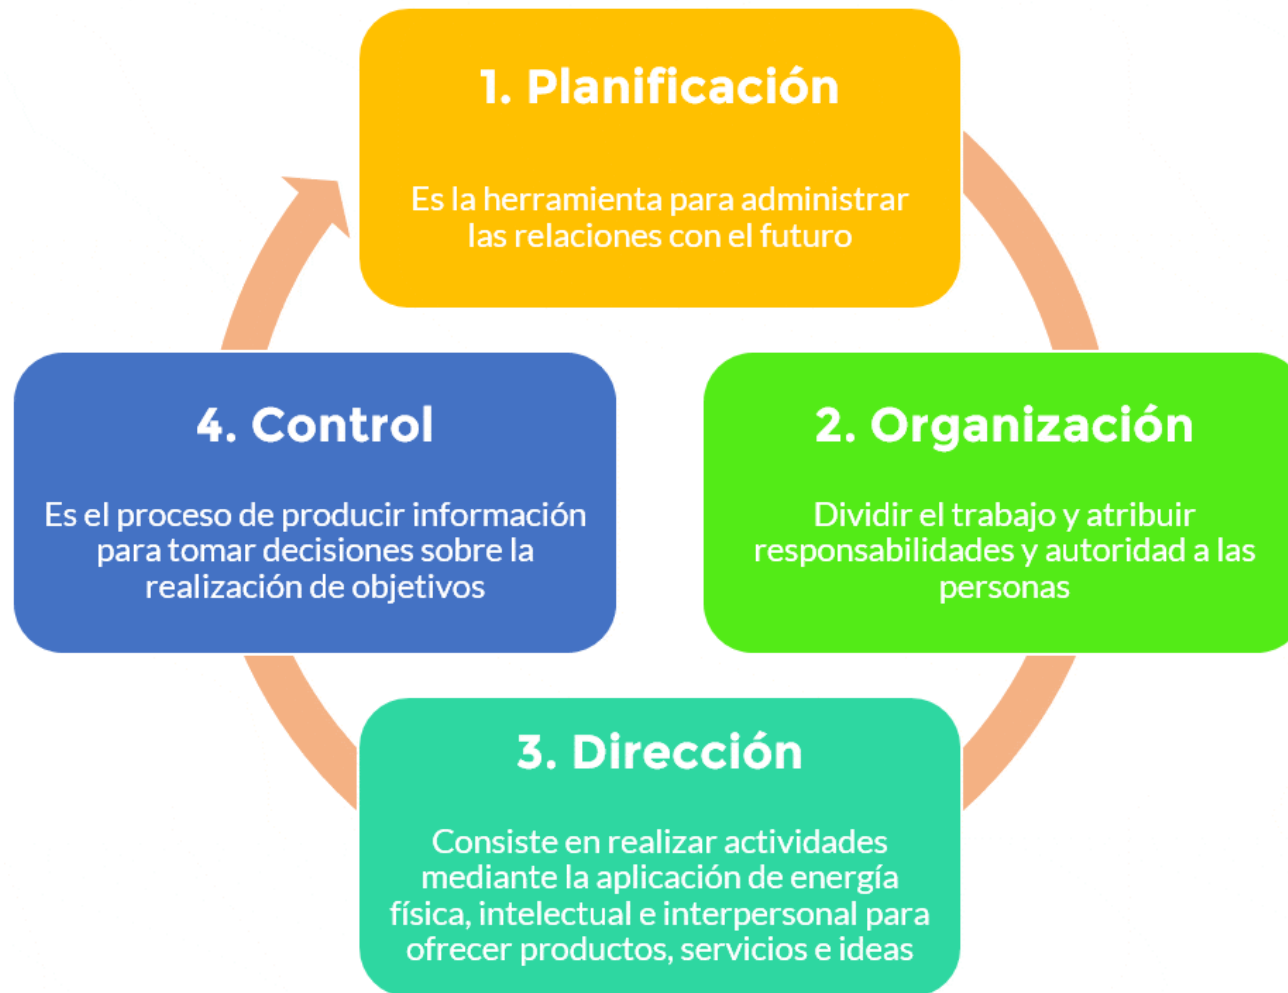 1. Planificación
Es la herramienta para administrar
las relaciones con el futuro
2. Organización
Dividir el trabajo y atribuir
responsabilidades y autoridad a las
personas
3. Dirección
Consiste en realizar actividades
mediante la aplicación de energía
física, intelectual e interpersonal para
ofrecer productos, servicios e ideas
4. Control
Es el proceso de producir información
para tomar decisiones sobre la
realización de objetivos